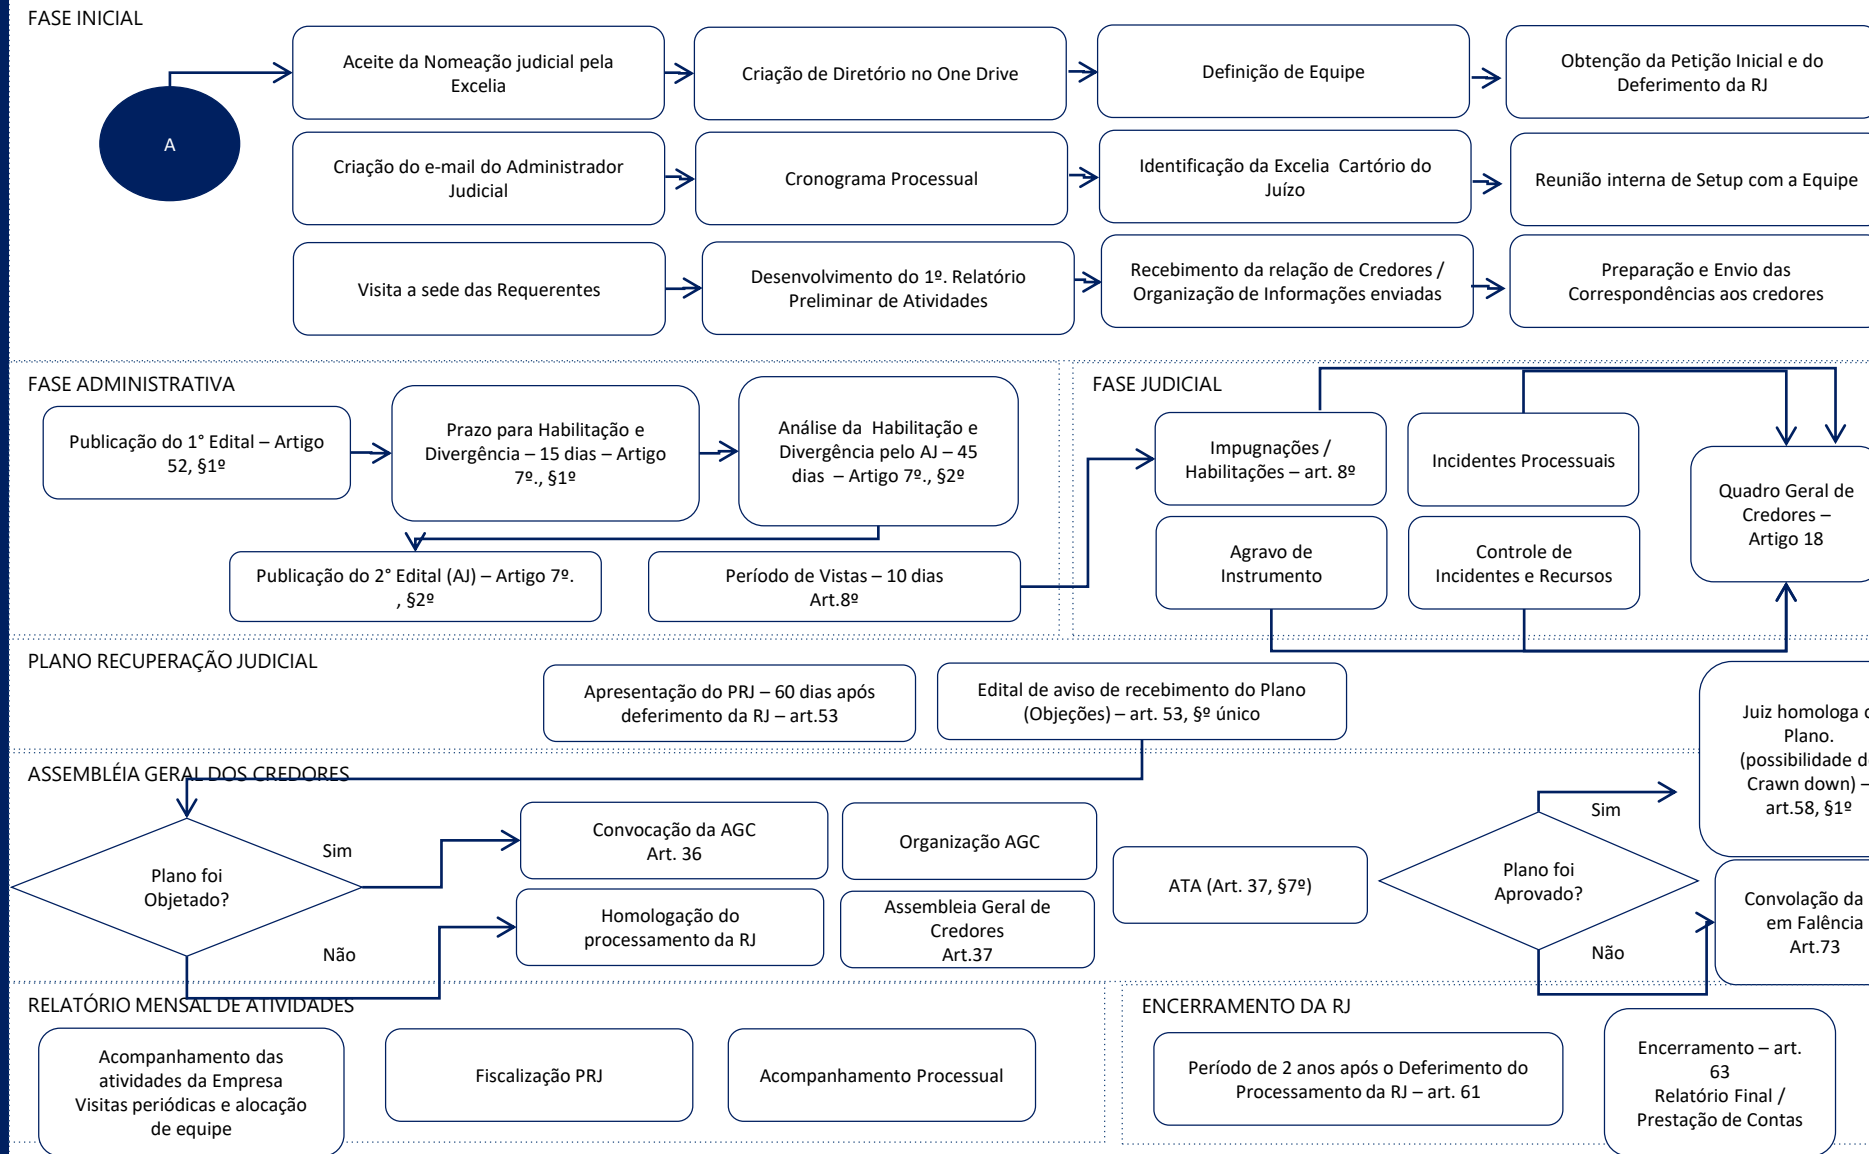 FASE INICIAL
A
Aceite da Nomeação judicial pela
Excelia
Criação de Diretório no One Drive
Definição de Equipe
Obtenção da Petição Inicial e do
Deferimento da RJ
Criação do e-mail do Administrador
Judicial
Cronograma Processual
Identificação da Excelia Cartório do
Juízo
Reunião interna de Setup com a Equipe
Visita a sede das Requerentes
Desenvolvimento do 1º. Relatório
Preliminar de Atividades
Recebimento da relação de Credores /
Organização de Informações enviadas
Preparação e Envio das
Correspondências aos credores
FASE ADMINISTRATIVA
Publicação do 1° Edital – Artigo
52, §1º
Prazo para Habilitação e
Divergência – 15 dias – Artigo
7º., §1º
Análise da Habilitação e
Divergência pelo AJ – 45
dias – Artigo 7º., §2º
Publicação do 2° Edital (AJ) – Artigo 7º.
, §2º
Período de Vistas – 10 dias
Art.8º
FASE JUDICIAL
Impugnações /
Habilitações – art. 8º
Incidentes Processuais
Agravo de
Instrumento
Controle de
Incidentes e Recursos
Quadro Geral de
Credores –
Artigo 18
PLANO RECUPERAÇÃO JUDICIAL
Apresentação do PRJ – 60 dias após
deferimento da RJ – art.53
Edital de aviso de recebimento do Plano
(Objeções) – art. 53, §º único
Juiz homologa
Plano.
(possibilidade
Crawn down) –
art.58, §1º
ASSEMBLÉIA GERAL DOS CREDORES
Plano foi
Objetado?
Sim
Não
Convocação da AGC
Art. 36
Organização AGC
Homologação do
processamento da RJ
Assembleia Geral de
Credores
Art.37
ATA (Art. 37, §7º)
Plano foi
Aprovado?
Sim
Não
Convolação da
em Falência
Art.73
RELATÓRIO MENSAL DE ATIVIDADES
Acompanhamento das
atividades da Empresa
Visitas periódicas e alocação
de equipe
Fiscalização PRJ
Acompanhamento Processual
ENCERRAMENTO DA RJ
Período de 2 anos após o Deferimento do
Processamento da RJ – art. 61
Encerramento – art.
63
Relatório Final /
Prestação de Contas